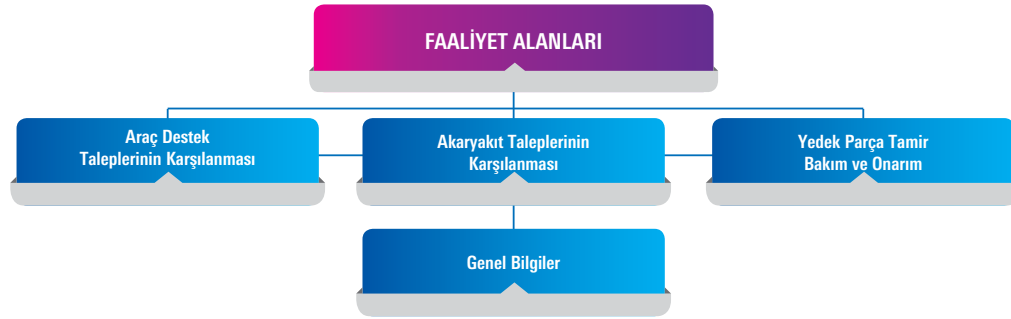 FAALİYET ALANLARI
Araç Destek
Taleplerinin Karşılanması
Akaryakıt Taleplerinin
Karşılanması
Yedek Parça Tamir
Bakım ve Onarım
Genel Bilgiler